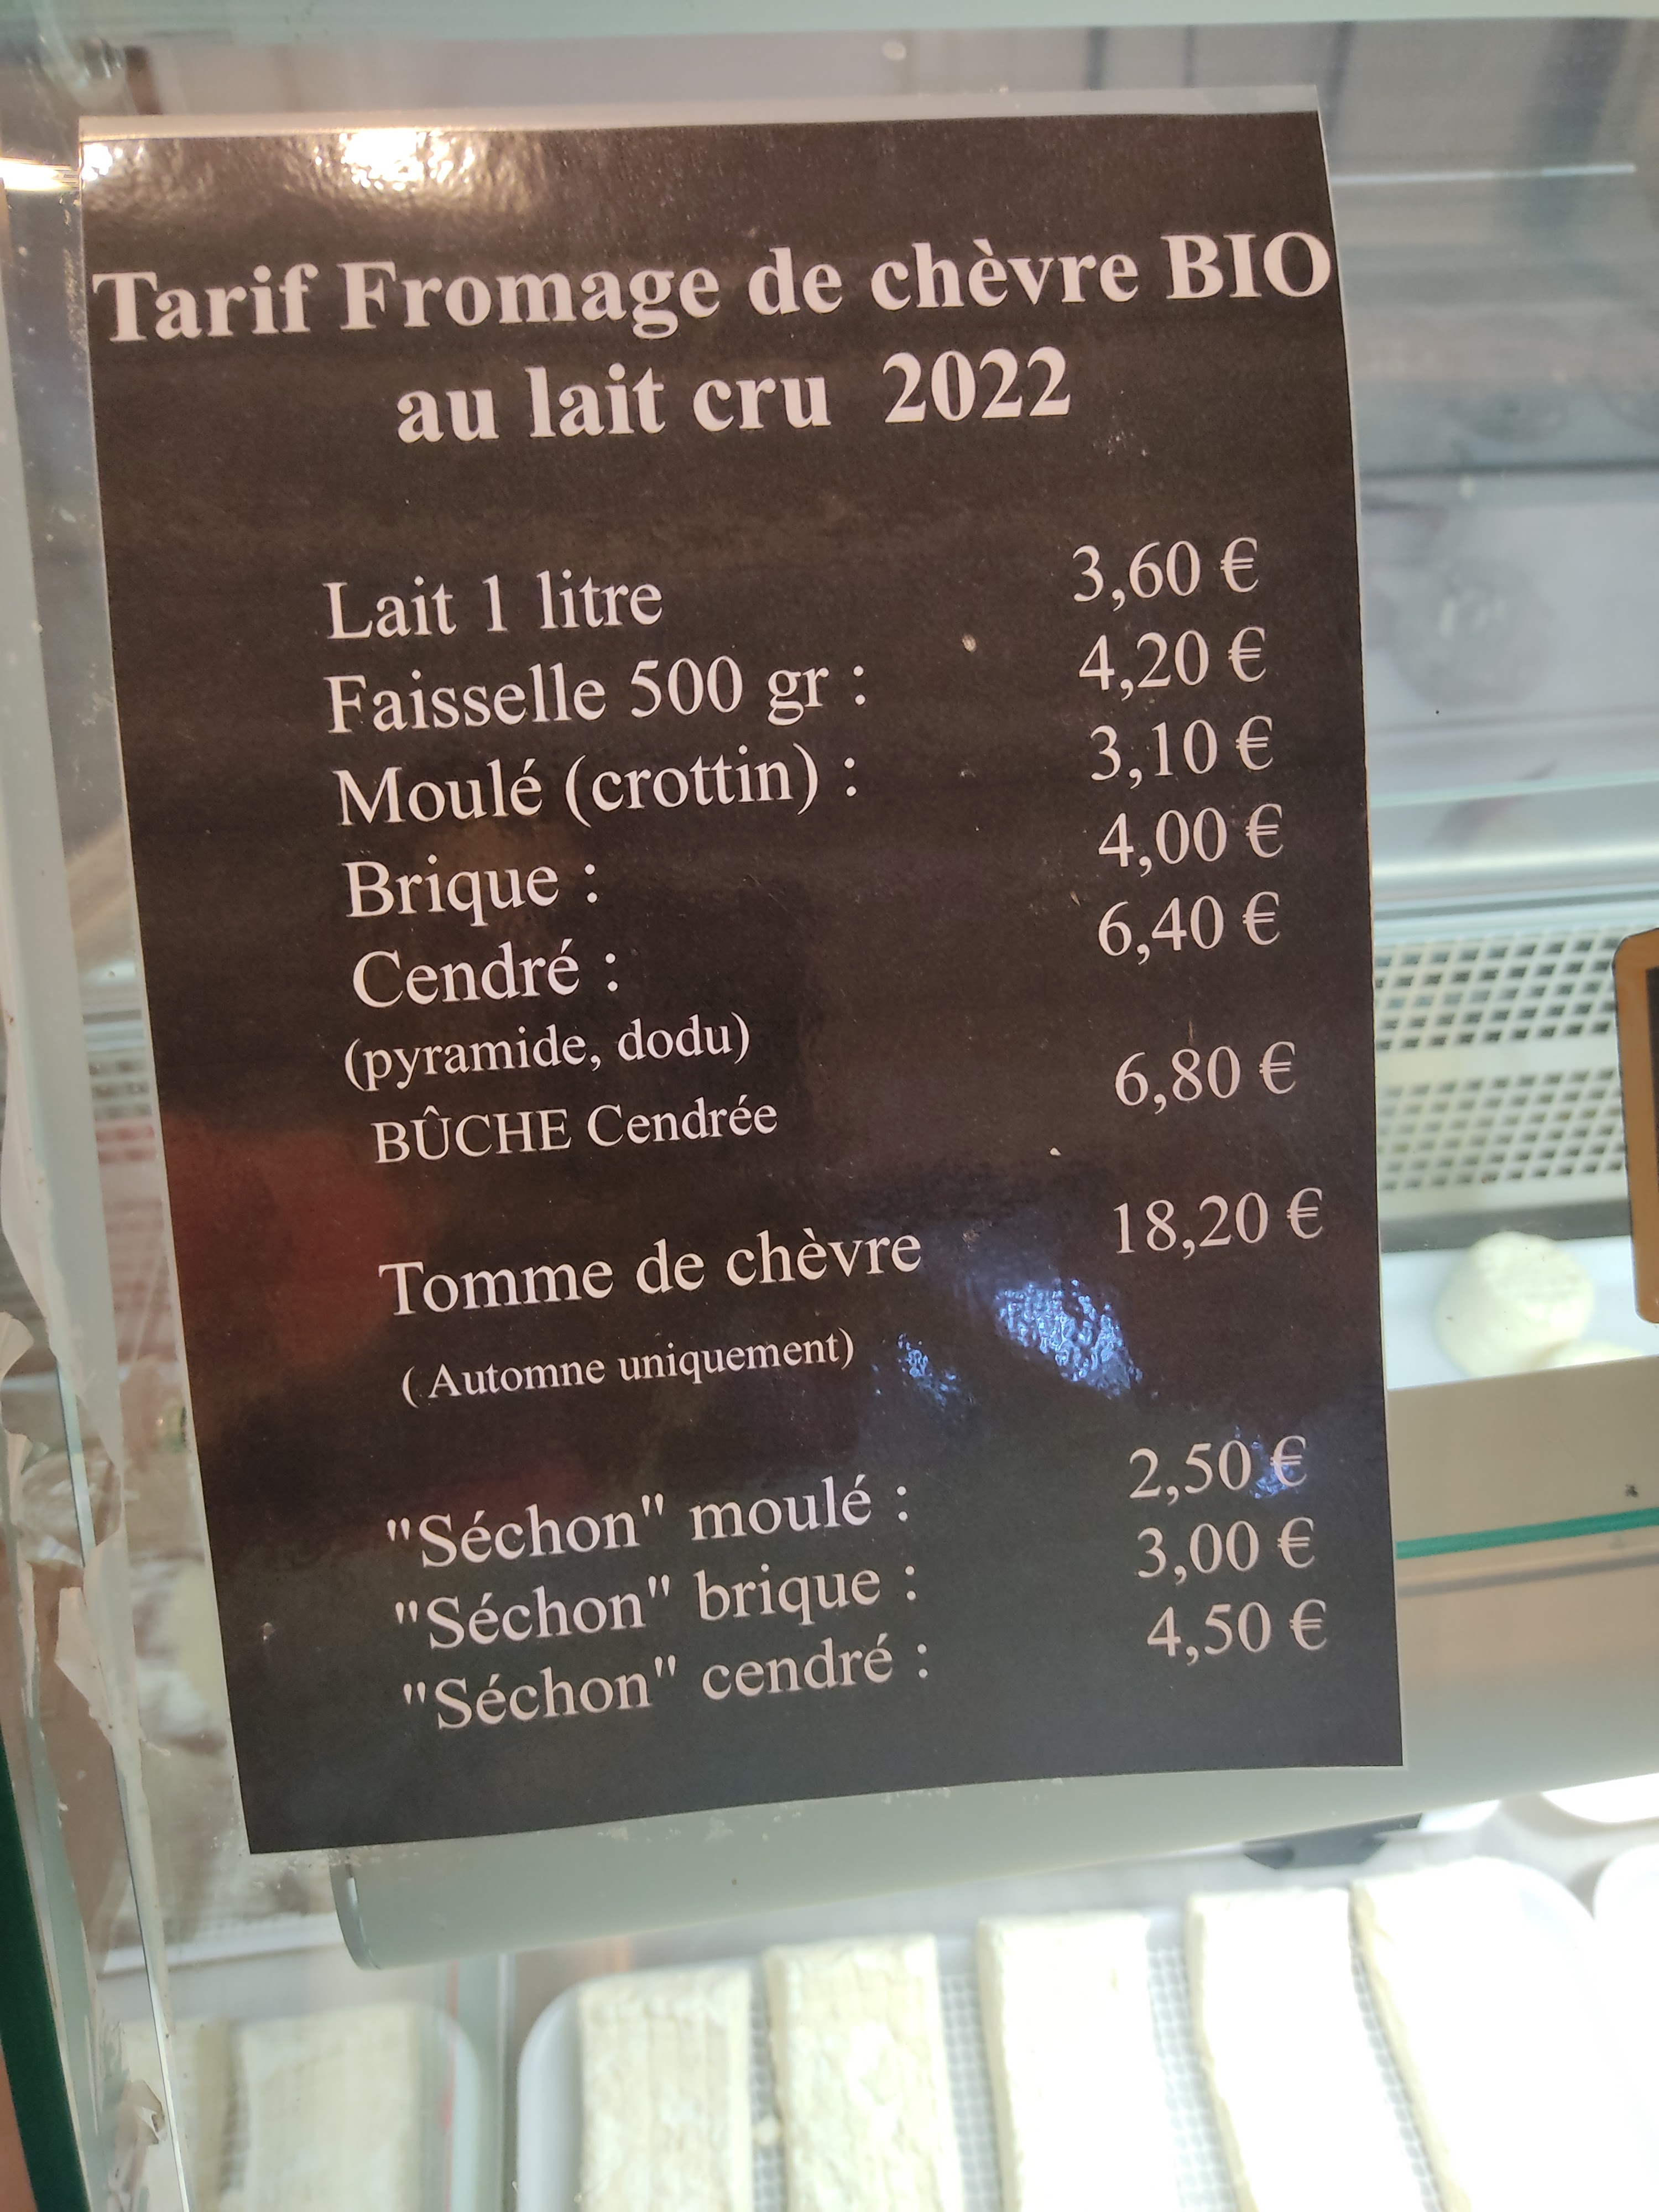 Tarif Fromage de chèvre BIO
au lait cru 2022
Lait 1 litre 3,60 €
Faisselle 500 gr : 4,20 €
Moulé (crottin) : 3,10 €
Brique : 4,00 €
Cendré : 6,40 €
(pyramide, dodu)
BÛCHE Cendrée 6,80 €
Tomme de chèvre 18,20 €
( Automne uniquement)
"Séchon" moulé : 2,50 €
"Séchon" brique : 3,00 €
"Séchon" cendré : 4,50 €